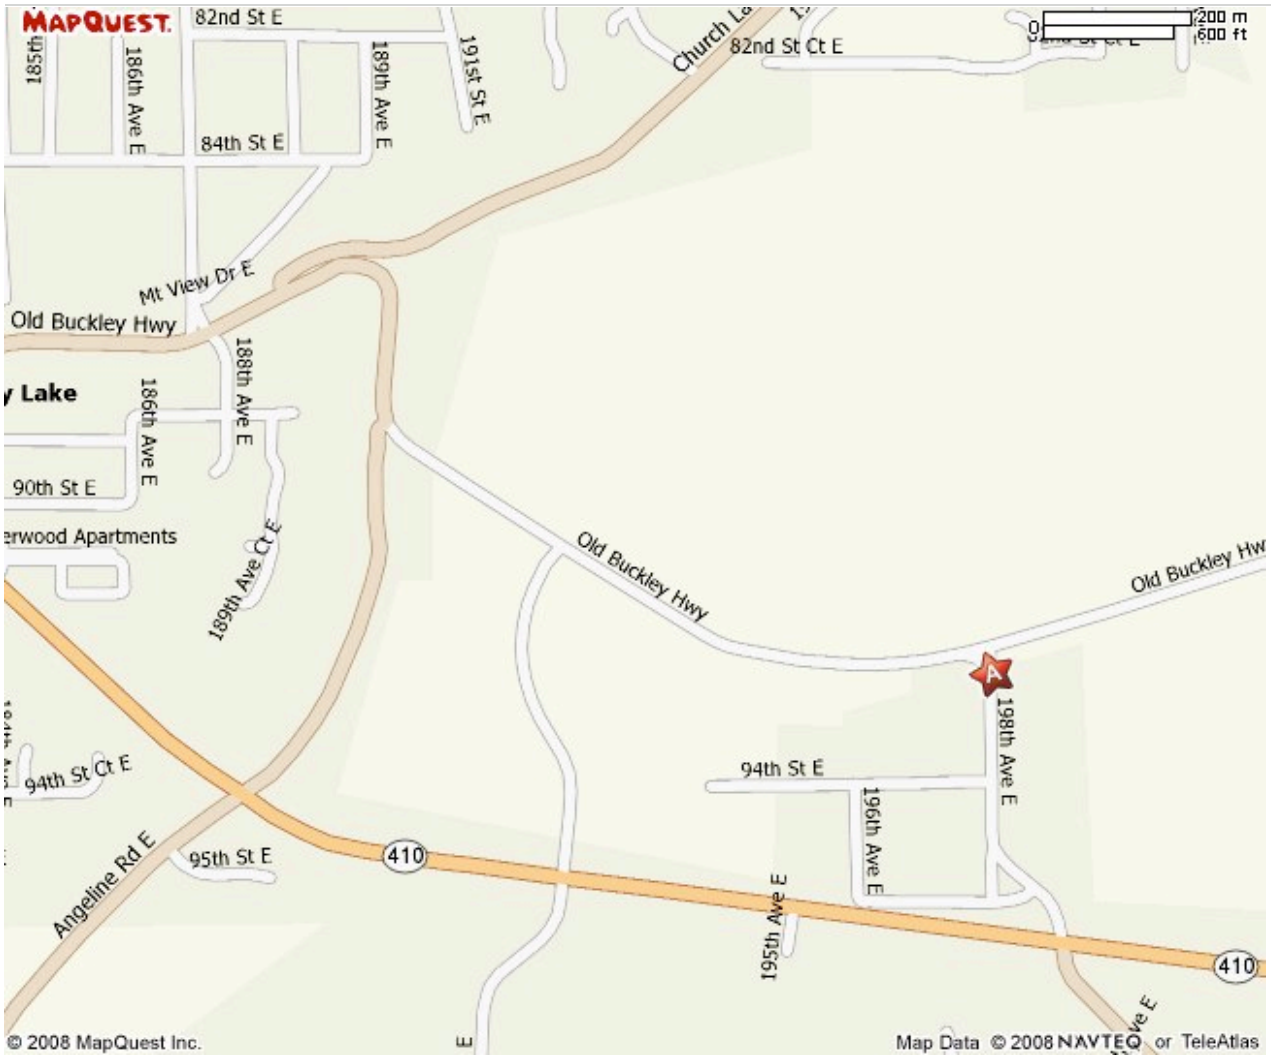 MAPQUEST.
82nd St E
185th
186th Ave E
189th Ave E
191st St E
84th St E
Church La
82nd St Ct E
0
200 m
600 ft
Mt View Dr E
Old Buckley Hwy
188th Ave E
y Lake
186th Ave E
90th St E
erwood Apartments
189th Ave Ct E
Old Buckley Hwy
Old Buckley Hw
A
198th Ave E
94th St Ct E
94th St E
196th Ave E
410
95th St E
Angeline Rd E
195th Ave E
410
E
ve E
© 2008 MapQuest Inc.
Map Data © 2008 NAVTEQ or TeleAtlas